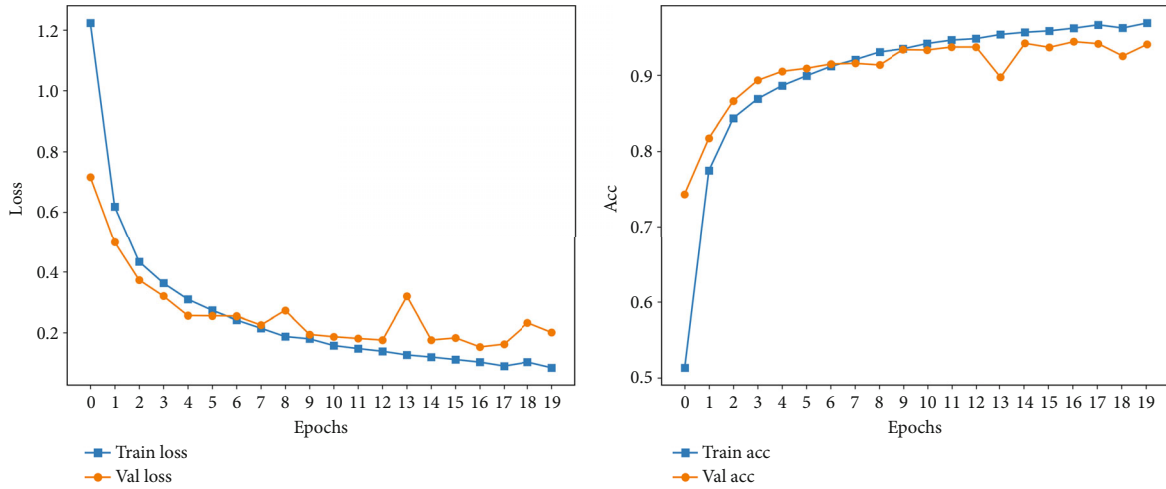 1.2
1.0
0.8
0.6
0.4
0.2
Loss
0 1 2 3 4 5 6 7 8 9 10 11 12 13 14 15 16 17 18 19
Epochs
Train loss
Val loss
0.9
0.8
0.7
0.6
0.5
Acc
0 1 2 3 4 5 6 7 8 9 10 11 12 13 14 15 16 17 18 19
Epochs
Train acc
Val acc